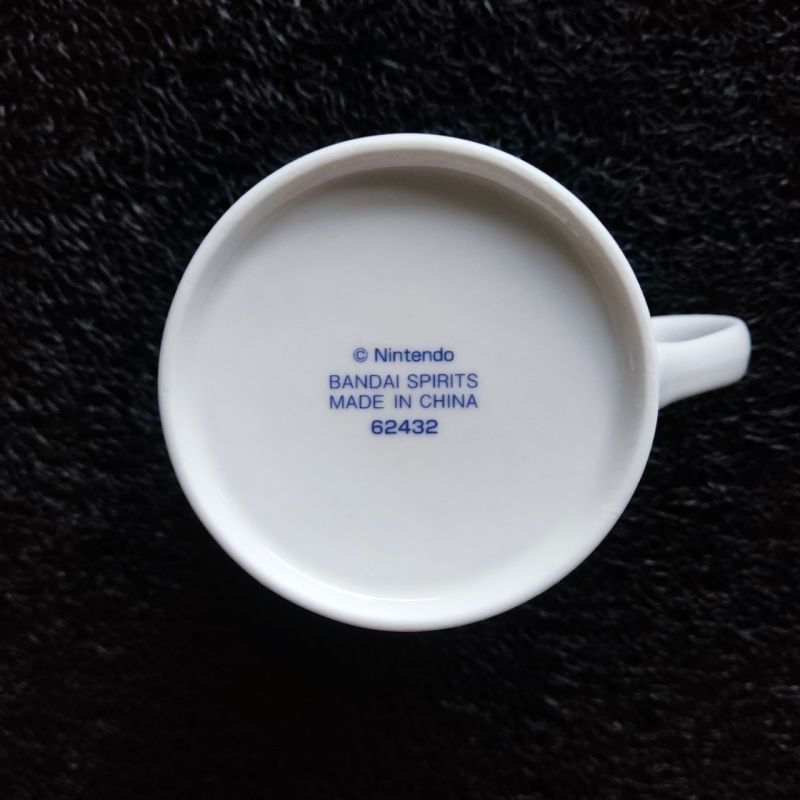 © Nintendo
BANDAI SPIRITS
MADE IN CHINA
62432